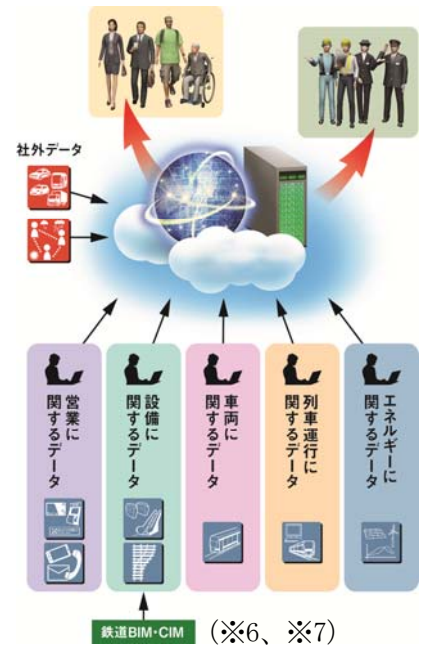 社外データ
営業に
関するデータ
設備に
関するデータ
車両に
関するデータ
列車運行に
関するデータ
エネルギーに
関するデータ
鉄道BIM・CIM (※6、※7)